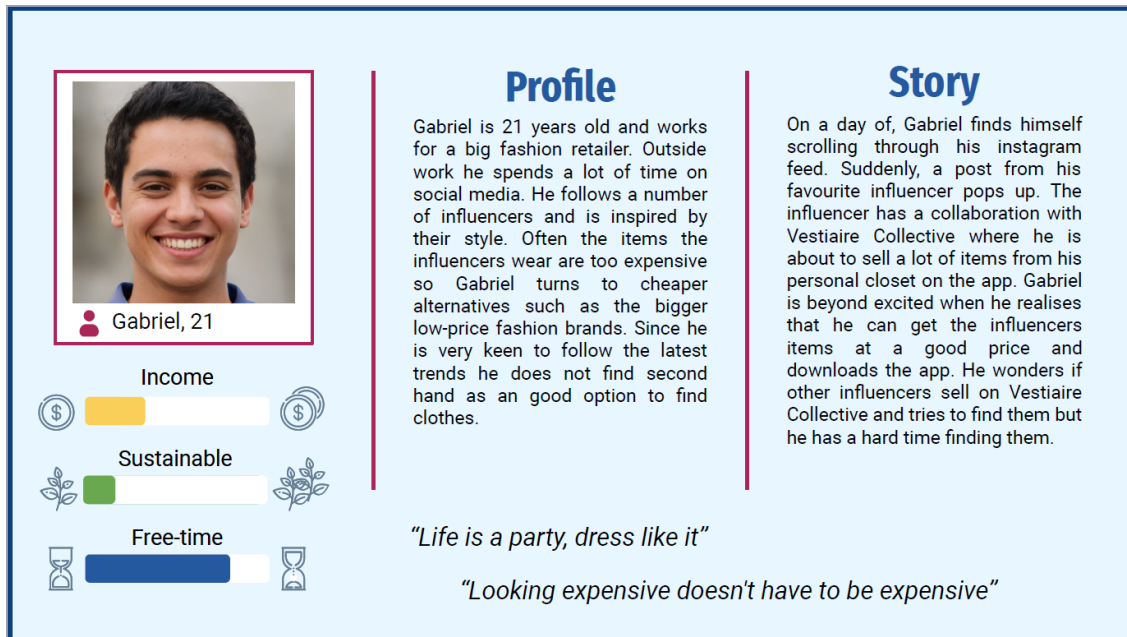 Gabriel, 21
Income
$
$
Sustainable
Free-time
Profile
Gabriel is 21 years old and works
for a big fashion retailer. Outside
work he spends a lot of time on
social media. He follows a number
of influencers and is inspired by
their style. Often the items the
influencers wear are too expensive
so Gabriel turns to cheaper
alternatives such as the bigger
low-price fashion brands. Since he
is very keen to follow the latest
trends he does not find second
hand as an good option to find
clothes.
Story
On a day of, Gabriel finds himself
scrolling through his instagram
feed. Suddenly, a post from his
favourite influencer pops up. The
influencer has a collaboration with
Vestiaire Collective where he is
about to sell a lot of items from his
personal closet on the app. Gabriel
is beyond excited when he realises
that he can get the influencers
items at a good price and
downloads the app. He wonders if
other influencers sell on Vestiaire
Collective and tries to find them but
he has a hard time finding them.
“Life is a party, dress like it”
“Looking expensive doesn't have to be expensive”